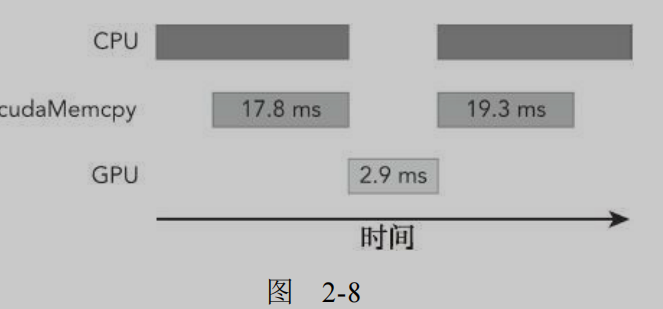 CPU
cudaMemcpy 17.8 ms 19.3 ms
GPU 2.9 ms
时间
图 2-8